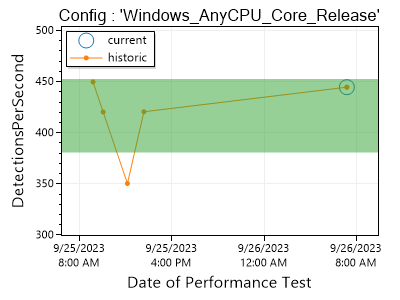 Config : 'Windows_AnyCPU_Core_Release'
500
current
historic
450
400
350
300
DetectionsPerSecond
9/25/2023 9/25/2023 9/26/2023 9/26/2023
8:00 AM 4:00 PM 12:00 AM 8:00 AM
Date of Performance Test